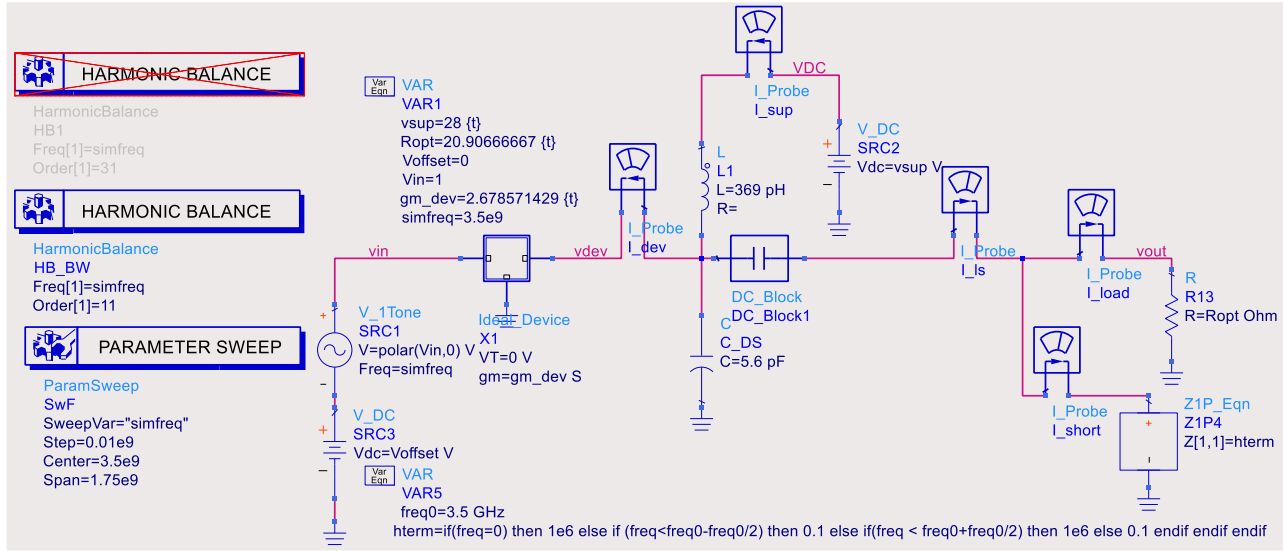 HARMONIC BALANCE
HarmonicBalance
HB1
Freq[1]=simfreq
Order[1]=31
HARMONIC BALANCE
HarmonicBalance
HB_BW
Freq[1]=simfreq
Order[1]=11
PARAMETER SWEEP
ParamSweep
SwF
SweepVar="simfreq"
Step=0.01e9
Center=3.5e9
Span=1.75e9
Var
Eqn
VAR
VAR1
vsup=28 {t}
Ropt=20.90666667 {t}
Voffset=0
Vin=1
gm_dev=2.678571429 {t}
simfreq=3.5e9
vin
V_1Tone
SRC1
V=polar(Vin,0) V
Freq=simfreq
V_DC
SRC3
Vdc=Voffset V
Var
Eqn
VAR
VAR5
freq0=3.5 GHz
hterm=if(freq=0) then 1e6 else if (freq<freq0-freq0/2) then 0.1 else if(freq < freq0+freq0/2) then 1e6 else 0.1 endif endif endif
Ideal_Device
X1
VT=0 V
gm=gm_dev S
vdev
I_Probe
I_dev
I_Probe
I_sup
VDC
L
L1
L=369 pH
R=
V_DC
SRC2
Vdc=vsup V
DC_Block
DC_Block1
C
C_DS
C=5.6 pF
I_Probe
I_ls
I_Probe
I_load
vout
R
R13
R=Ropt Ohm
I_Probe
I_short
Z1P_Eqn
Z1P4
Z[1,1]=hterm